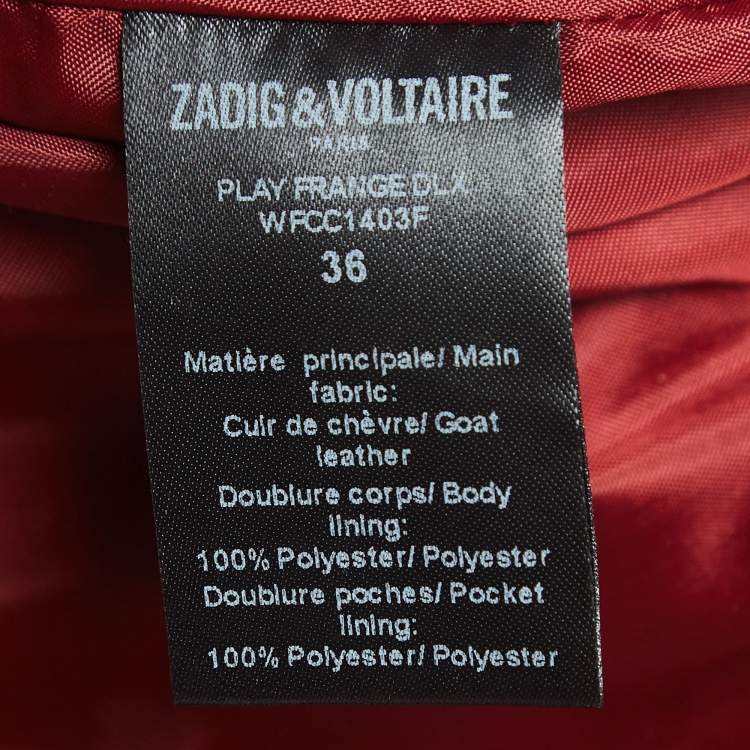 ZADIG&VOLTAIRE
PARIS
PLAY FRANGE DLX
WFCC1403F
36
Matière principale/ Main
fabric:
Cuir de chèvre/ Goat
leather
Doublure corps/ Body
lining:
100% Polyester/ Polyester
Doublure poches/ Pocket
lining:
100% Polyester/ Polyester